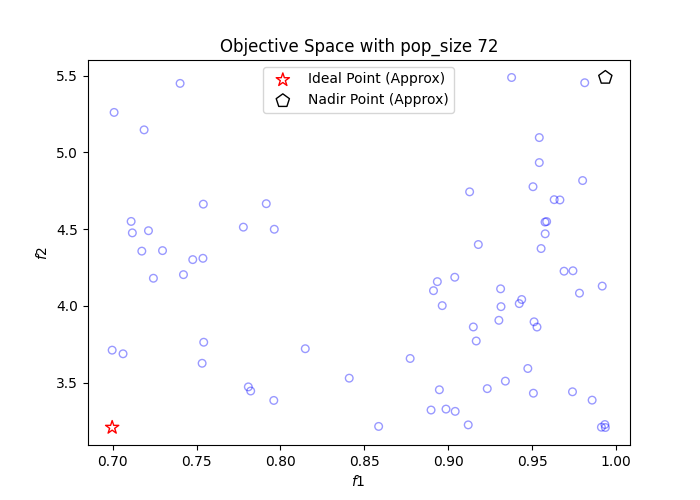 Objective Space with pop_size 72
Ideal Point (Approx)
Nadir Point (Approx)
f2
5.5
5.0
4.5
4.0
3.5
0.70 0.75 0.80 0.85 0.90 0.95 1.00
f1